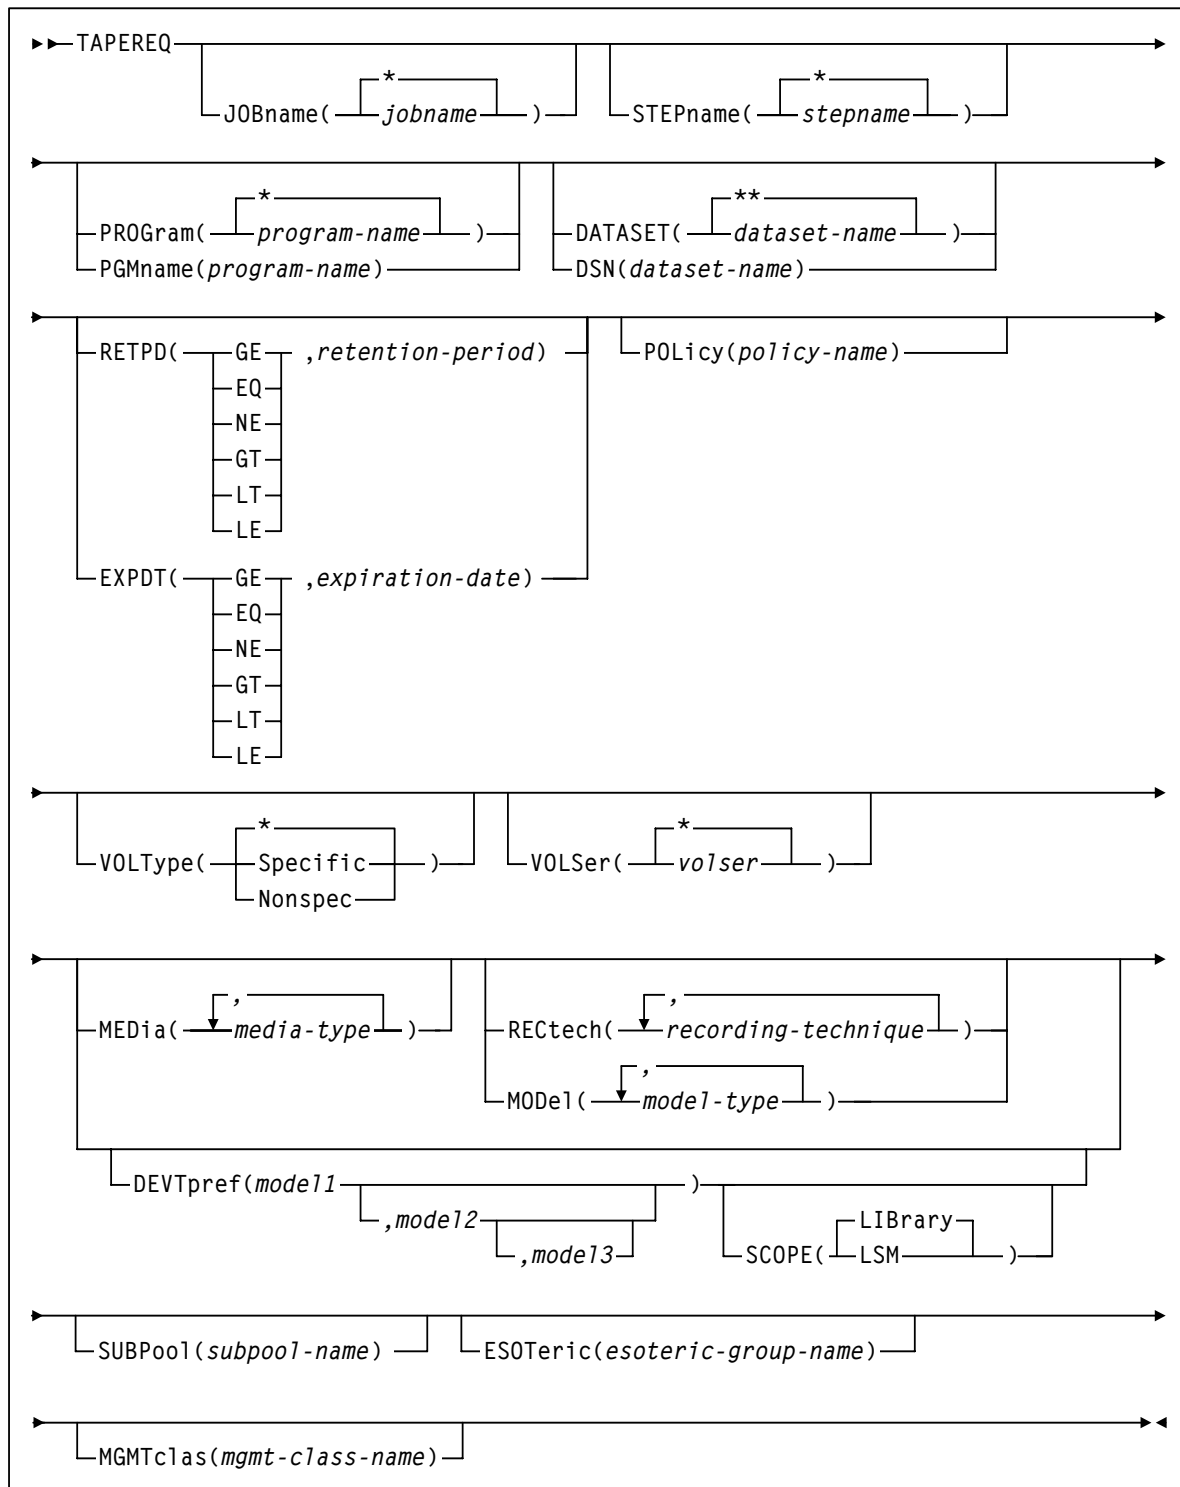 TAPEREQ
* *
JOBname( jobname ) STEPname( stepname )
* **
PROGram( program-name ) DATASET( dataset-name )
PGMname(program-name) DSN(dataset-name)
RETPD( GE ,retention-period) POLicy(policy-name)
EQ
NE
GT
LT
LE
EXPDT( GE ,expiration-date)
EQ
NE
GT
LT
LE
* *
VOLType( Specific ) VOLSer( volser )
Nonspec
, ,
MEDia( media-type ) RECtech( recording-technique )
,
MODel( model-type )
DEVTpref(model1 )
,model2 LIBrary
,model3 SCOPE( LSM )
SUBPool(subpool-name) ESOTeric(esoteric-group-name)
MGMTclas(mgmt-class-name)